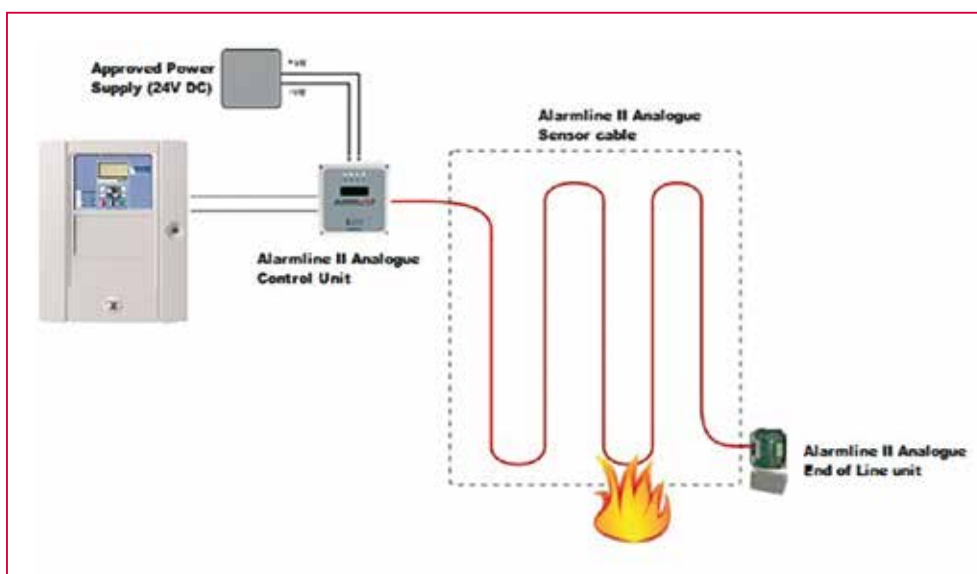 Approved Power
Supply (24V DC)
+VE
-VE
Alarmline II Analogue
Sensor cable
Alarmline II Analogue
Control Unit
Alarmline II Analogue
End of Line unit